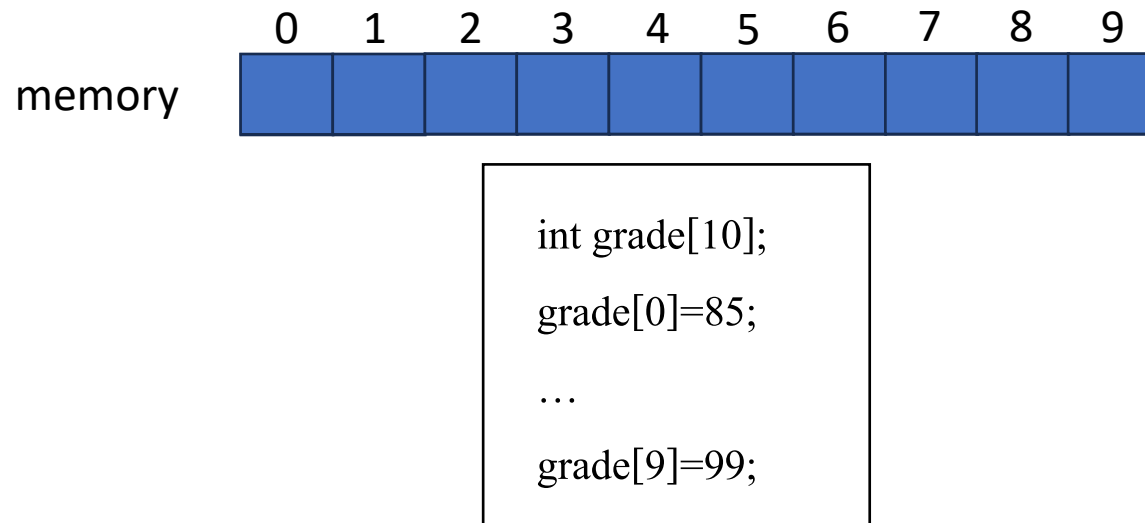 0 1 2 3 4 5 6 7 8 9
memory
int grade[10];
grade[0]=85;
…
grade[9]=99;